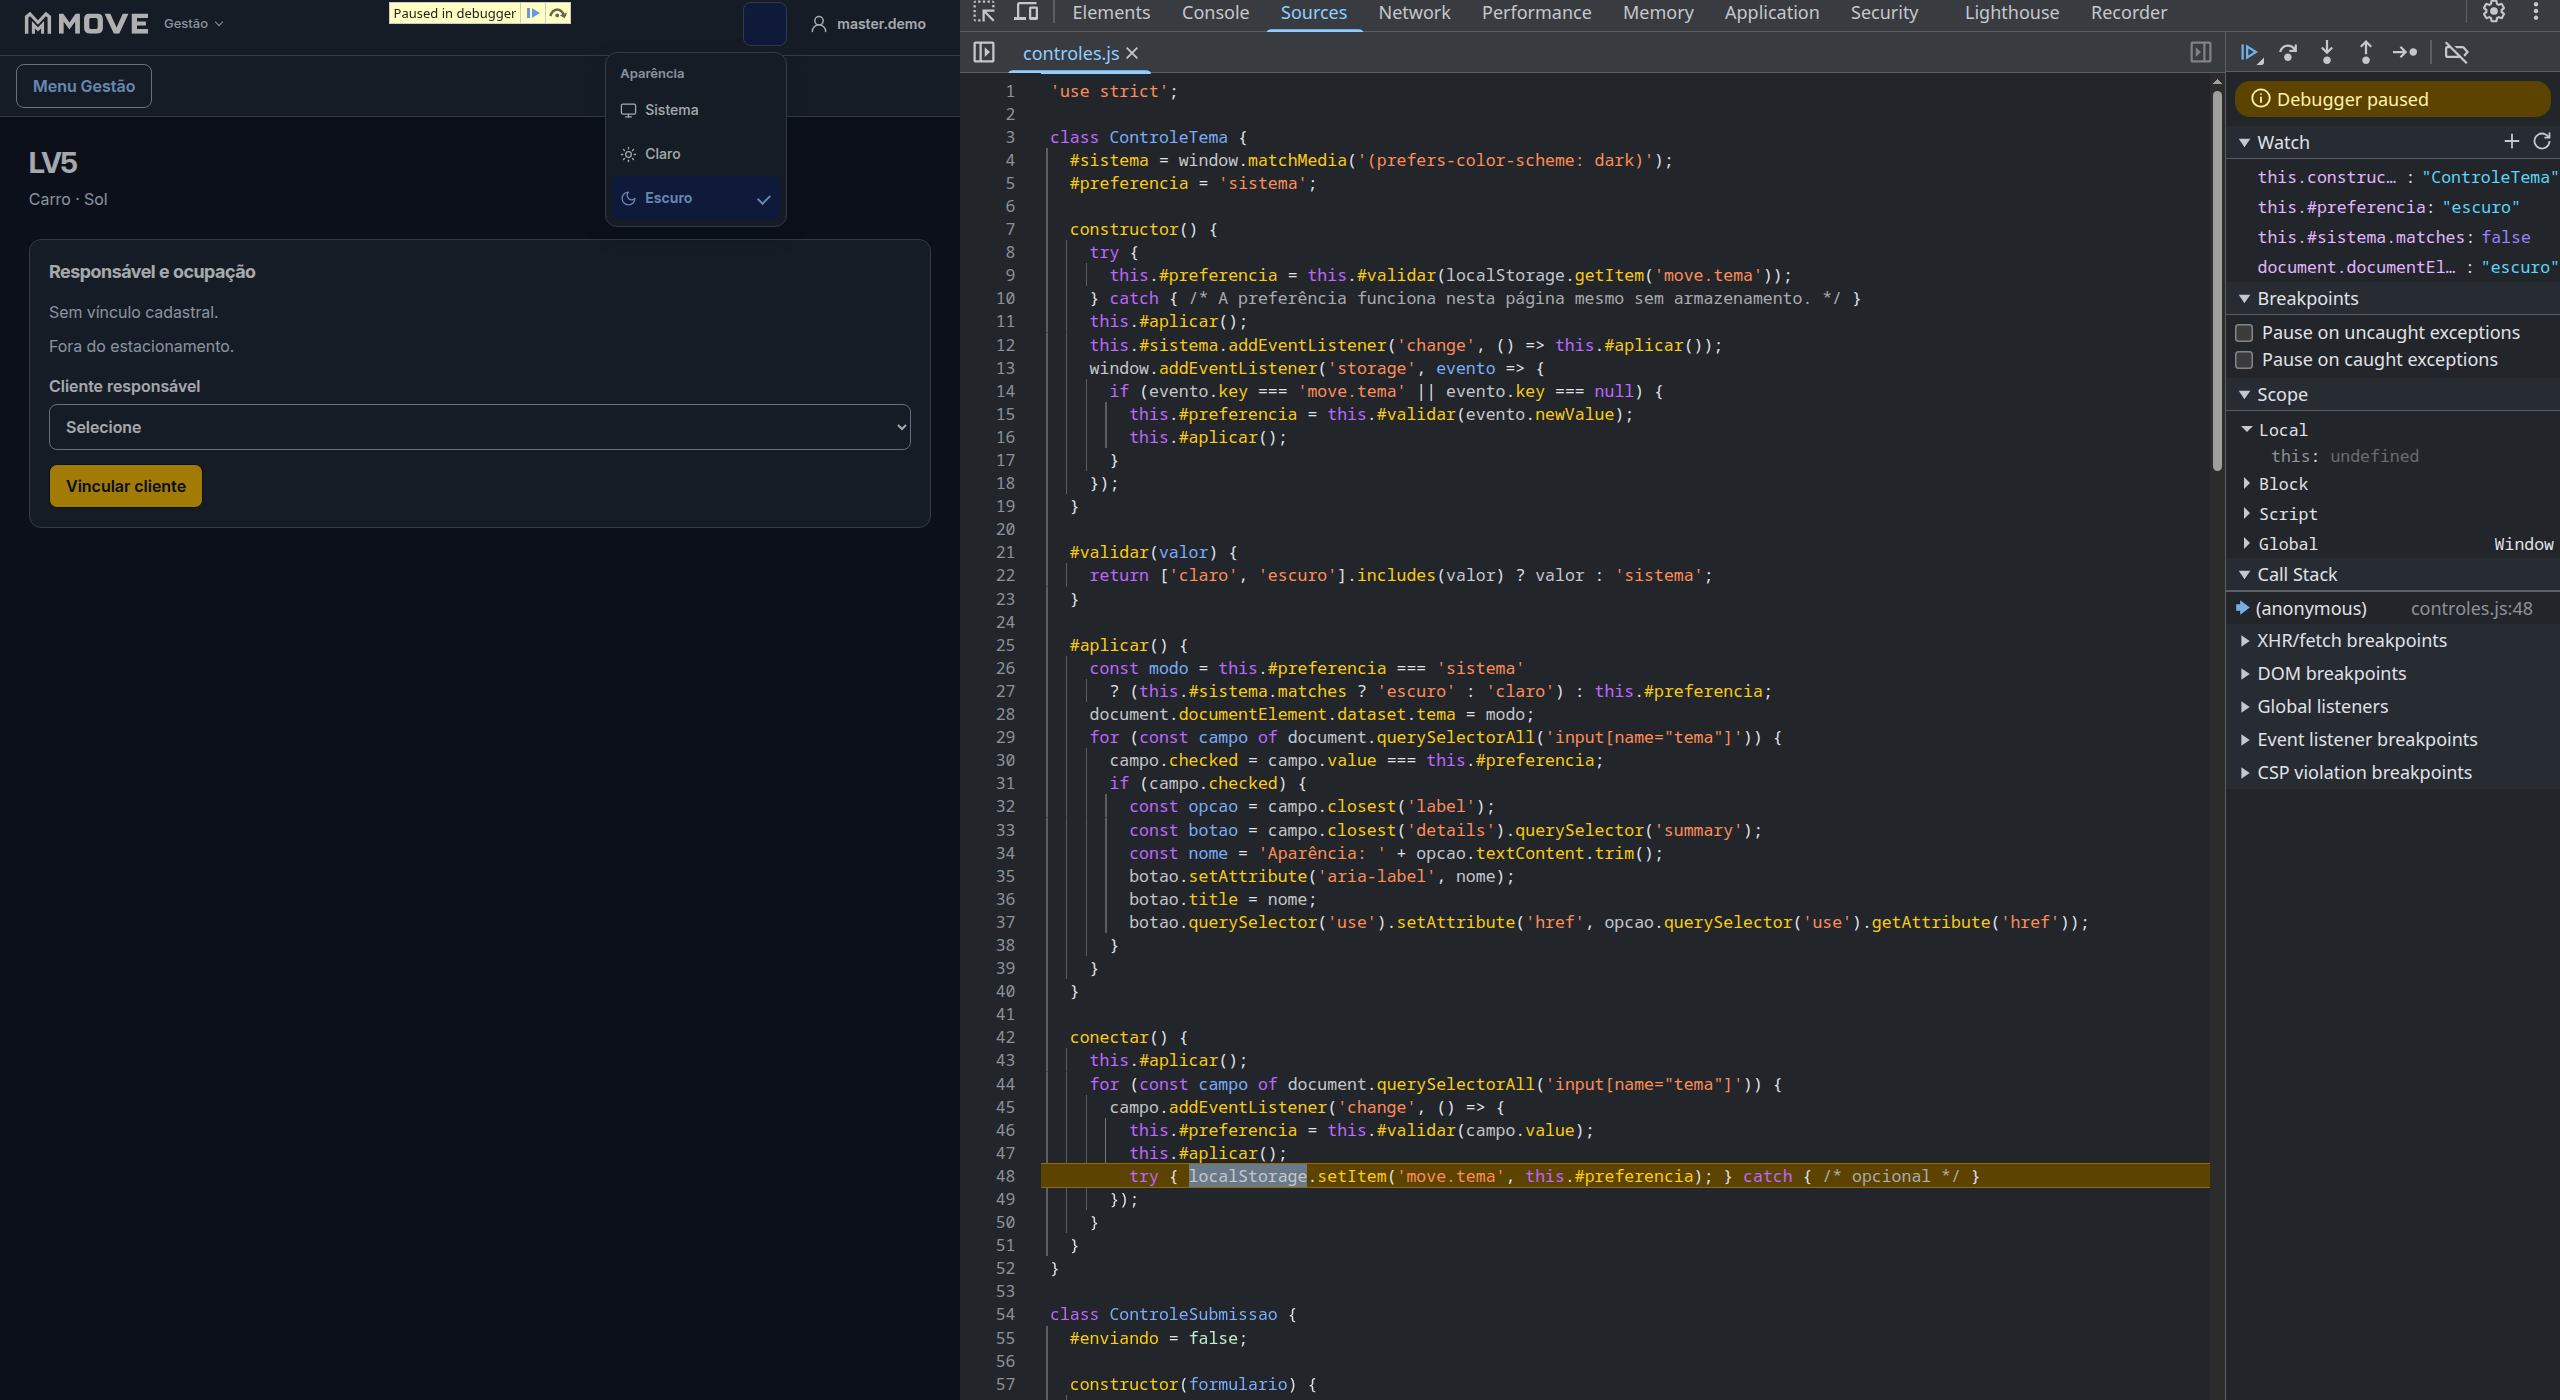 MOVE
Gestão
Paused in debugger
master.demo
Menu Gestão
Aparência
Sistema
Claro
Escuro
LV5
Carro · Sol
Responsável e ocupação
Sem vínculo cadastral.
Fora do estacionamento.
Cliente responsável
Selecione
Vincular cliente
Elements Console Sources Network Performance Memory Application Security Lighthouse Recorder
controles.js
1 'use strict';
2
3 class ControleTema {
4 #sistema = window.matchMedia('(prefers-color-scheme: dark)');
5 #preferencia = 'sistema';
6
7 constructor() {
8 try {
9 this.#preferencia = this.#validar(localStorage.getItem('move.tema'));
10 } catch { /* A preferência funciona nesta página mesmo sem armazenamento. */ }
11 this.#aplicar();
12 this.#sistema.addEventListener('change', () => this.#aplicar());
13 window.addEventListener('storage', evento => {
14 if (evento.key === 'move.tema' || evento.key === null) {
15 this.#preferencia = this.#validar(evento.newValue);
16 this.#aplicar();
17 }
18 });
19 }
20
21 #validar(valor) {
22 return ['claro', 'escuro'].includes(valor) ? valor : 'sistema';
23 }
24
25 #aplicar() {
26 const modo = this.#preferencia === 'sistema'
27 ? (this.#sistema.matches ? 'escuro' : 'claro') : this.#preferencia;
28 document.documentElement.dataset.tema = modo;
29 for (const campo of document.querySelectorAll('input[name="tema"]')) {
30 campo.checked = campo.value === this.#preferencia;
31 if (campo.checked) {
32 const opcao = campo.closest('label');
33 const botao = campo.closest('details').querySelector('summary');
34 const nome = 'Aparência: ' + opcao.textContent.trim();
35 botao.setAttribute('aria-label', nome);
36 botao.title = nome;
37 botao.querySelector('use').setAttribute('href', opcao.querySelector('use').getAttribute('href'));
38 }
39 }
40 }
41
42 conectar() {
43 this.#aplicar();
44 for (const campo of document.querySelectorAll('input[name="tema"]')) {
45 campo.addEventListener('change', () => {
46 this.#preferencia = this.#validar(campo.value);
47 this.#aplicar();
48 try { localStorage.setItem('move.tema', this.#preferencia); } catch { /* opcional */ }
49 });
50 }
51 }
52 }
53
54 class ControleSubmissao {
55 #enviando = false;
56
57 constructor(formulario) {
Debugger paused
Watch
this.construc… : "ControleTema"
this.#preferencia: "escuro"
this.#sistema.matches: false
document.documentEl… : "escuro"
Breakpoints
Pause on uncaught exceptions
Pause on caught exceptions
Scope
Local
this: undefined
Block
Script
Global Window
Call Stack
(anonymous) controles.js:48
XHR/fetch breakpoints
DOM breakpoints
Global listeners
Event listener breakpoints
CSP violation breakpoints